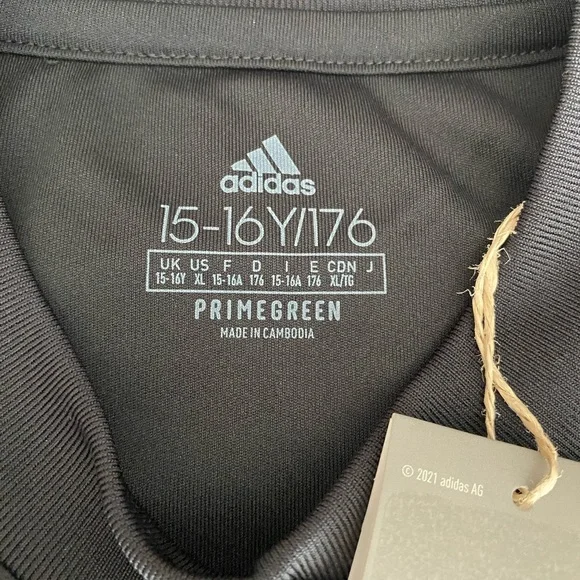 adidas
15-16Y/176
UK US F D I E CDN J
15-16Y XL 15-16A 176 15-16A 176 XL/TG
PRIMEGREEN
MADE IN CAMBODIA
© 2021 adidas AG